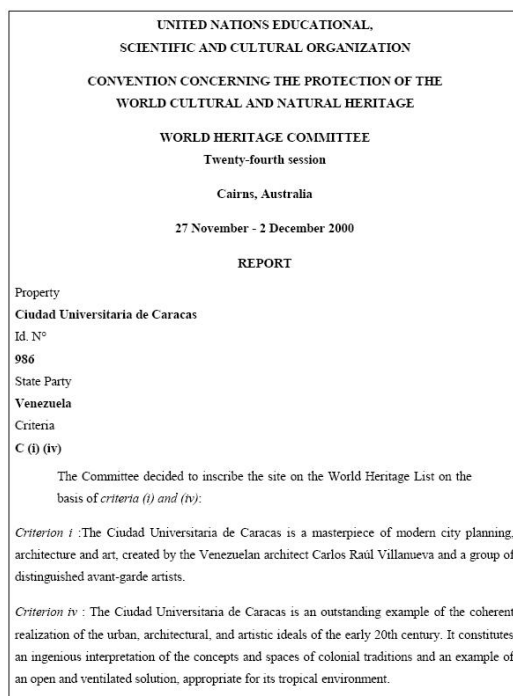 UNITED NATIONS EDUCATIONAL,
SCIENTIFIC AND CULTURAL ORGANIZATION
CONVENTION CONCERNING THE PROTECTION OF THE
WORLD CULTURAL AND NATURAL HERITAGE
WORLD HERITAGE COMMITTEE
Twenty-fourth session
Cairns, Australia
27 November - 2 December 2000
REPORT
Property
Ciudad Universitaria de Caracas
Id. N°
986
State Party
Venezuela
Criteria
C (i) (iv)
The Committee decided to inscribe the site on the World Heritage List on the
basis of criteria (i) and (iv):
Criterion i :The Ciudad Universitaria de Caracas is a masterpiece of modern city planning,
architecture and art, created by the Venezuelan architect Carlos Raúl Villanueva and a group of
distinguished avant-garde artists.
Criterion iv : The Ciudad Universitaria de Caracas is an outstanding example of the coherent
realization of the urban, architectural, and artistic ideals of the early 20th century. It constitutes
an ingenious interpretation of the concepts and spaces of colonial traditions and an example of
an open and ventilated solution, appropriate for its tropical environment.